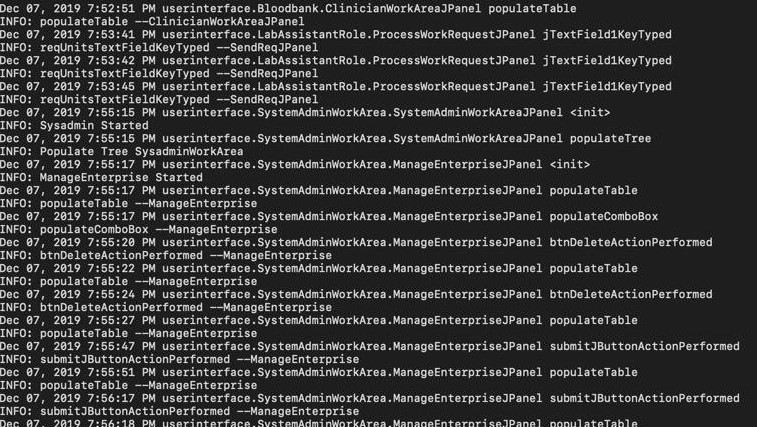 Dec 07, 2019 7:52:51 PM userinterface.Bloodbank.ClinicianWorkAreaJPanel populateTable
INFO: populateTable --ClinicianWorkAreaJPanel
Dec 07, 2019 7:53:41 PM userinterface.LabAssistantRole.ProcessWorkRequestJPanel jTextField1KeyTyped
INFO: reqUnitsTextFieldKeyTyped --SendReqJPanel
Dec 07, 2019 7:53:42 PM userinterface.LabAssistantRole.ProcessWorkRequestJPanel jTextField1KeyTyped
INFO: reqUnitsTextFieldKeyTyped --SendReqJPanel
Dec 07, 2019 7:53:45 PM userinterface.LabAssistantRole.ProcessWorkRequestJPanel jTextField1KeyTyped
INFO: reqUnitsTextFieldKeyTyped --SendReqJPanel
Dec 07, 2019 7:55:15 PM userinterface.SystemAdminWorkArea.SystemAdminWorkAreaJPanel <init>
INFO: Sysadmin Started
Dec 07, 2019 7:55:15 PM userinterface.SystemAdminWorkArea.SystemAdminWorkAreaJPanel populateTree
INFO: Populate Tree SysadminWorkArea
Dec 07, 2019 7:55:17 PM userinterface.SystemAdminWorkArea.ManageEnterpriseJPanel <init>
INFO: ManageEnterprise Started
Dec 07, 2019 7:55:17 PM userinterface.SystemAdminWorkArea.ManageEnterpriseJPanel populateTable
INFO: populateTable --ManageEnterprise
Dec 07, 2019 7:55:17 PM userinterface.SystemAdminWorkArea.ManageEnterpriseJPanel populateComboBox
INFO: populateComboBox --ManageEnterprise
Dec 07, 2019 7:55:20 PM userinterface.SystemAdminWorkArea.ManageEnterpriseJPanel btnDeleteActionPerformed
INFO: btnDeleteActionPerformed --ManageEnterprise
Dec 07, 2019 7:55:22 PM userinterface.SystemAdminWorkArea.ManageEnterpriseJPanel populateTable
INFO: populateTable --ManageEnterprise
Dec 07, 2019 7:55:24 PM userinterface.SystemAdminWorkArea.ManageEnterpriseJPanel btnDeleteActionPerformed
INFO: btnDeleteActionPerformed --ManageEnterprise
Dec 07, 2019 7:55:27 PM userinterface.SystemAdminWorkArea.ManageEnterpriseJPanel populateTable
INFO: populateTable --ManageEnterprise
Dec 07, 2019 7:55:47 PM userinterface.SystemAdminWorkArea.ManageEnterpriseJPanel submitJButtonActionPerformed
INFO: submitJButtonActionPerformed --ManageEnterprise
Dec 07, 2019 7:55:51 PM userinterface.SystemAdminWorkArea.ManageEnterpriseJPanel populateTable
INFO: populateTable --ManageEnterprise
Dec 07, 2019 7:56:17 PM userinterface.SystemAdminWorkArea.ManageEnterpriseJPanel submitJButtonActionPerformed
INFO: submitJButtonActionPerformed --ManageEnterprise
Dec 07, 2019 7:56:18 PM userinterface.SystemAdminWorkArea.ManageEnterpriseJPanel populateTable